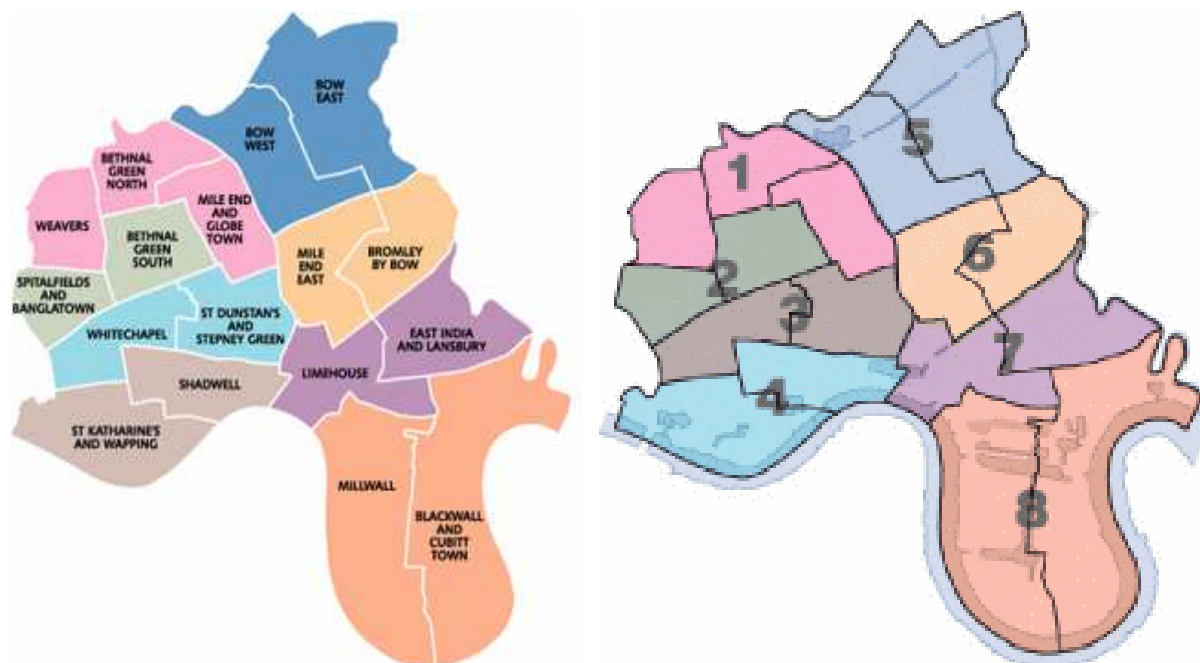 BOW
EAST
BOW
WEST
BETHNAL
GREEN
NORTH
MILE END
AND
GLOBE
TOWN
WEAVERS
BETHNAL
GREEN
SOUTH
MILE
END
EAST
BROMLEY
BY BOW
SPITALFIELDS
AND
BANGLATOWN
WHITECHAPEL
ST DUNSTAN'S
AND
STEPNEY GREEN
EAST INDIA
AND LANSBURY
LIMEHOUSE
SHADWELL
ST KATHARINE'S
AND WAPPING
MILLWALL
BLACKWALL
AND
CUBITT
TOWN
1
2
3
4
5
6
7
8